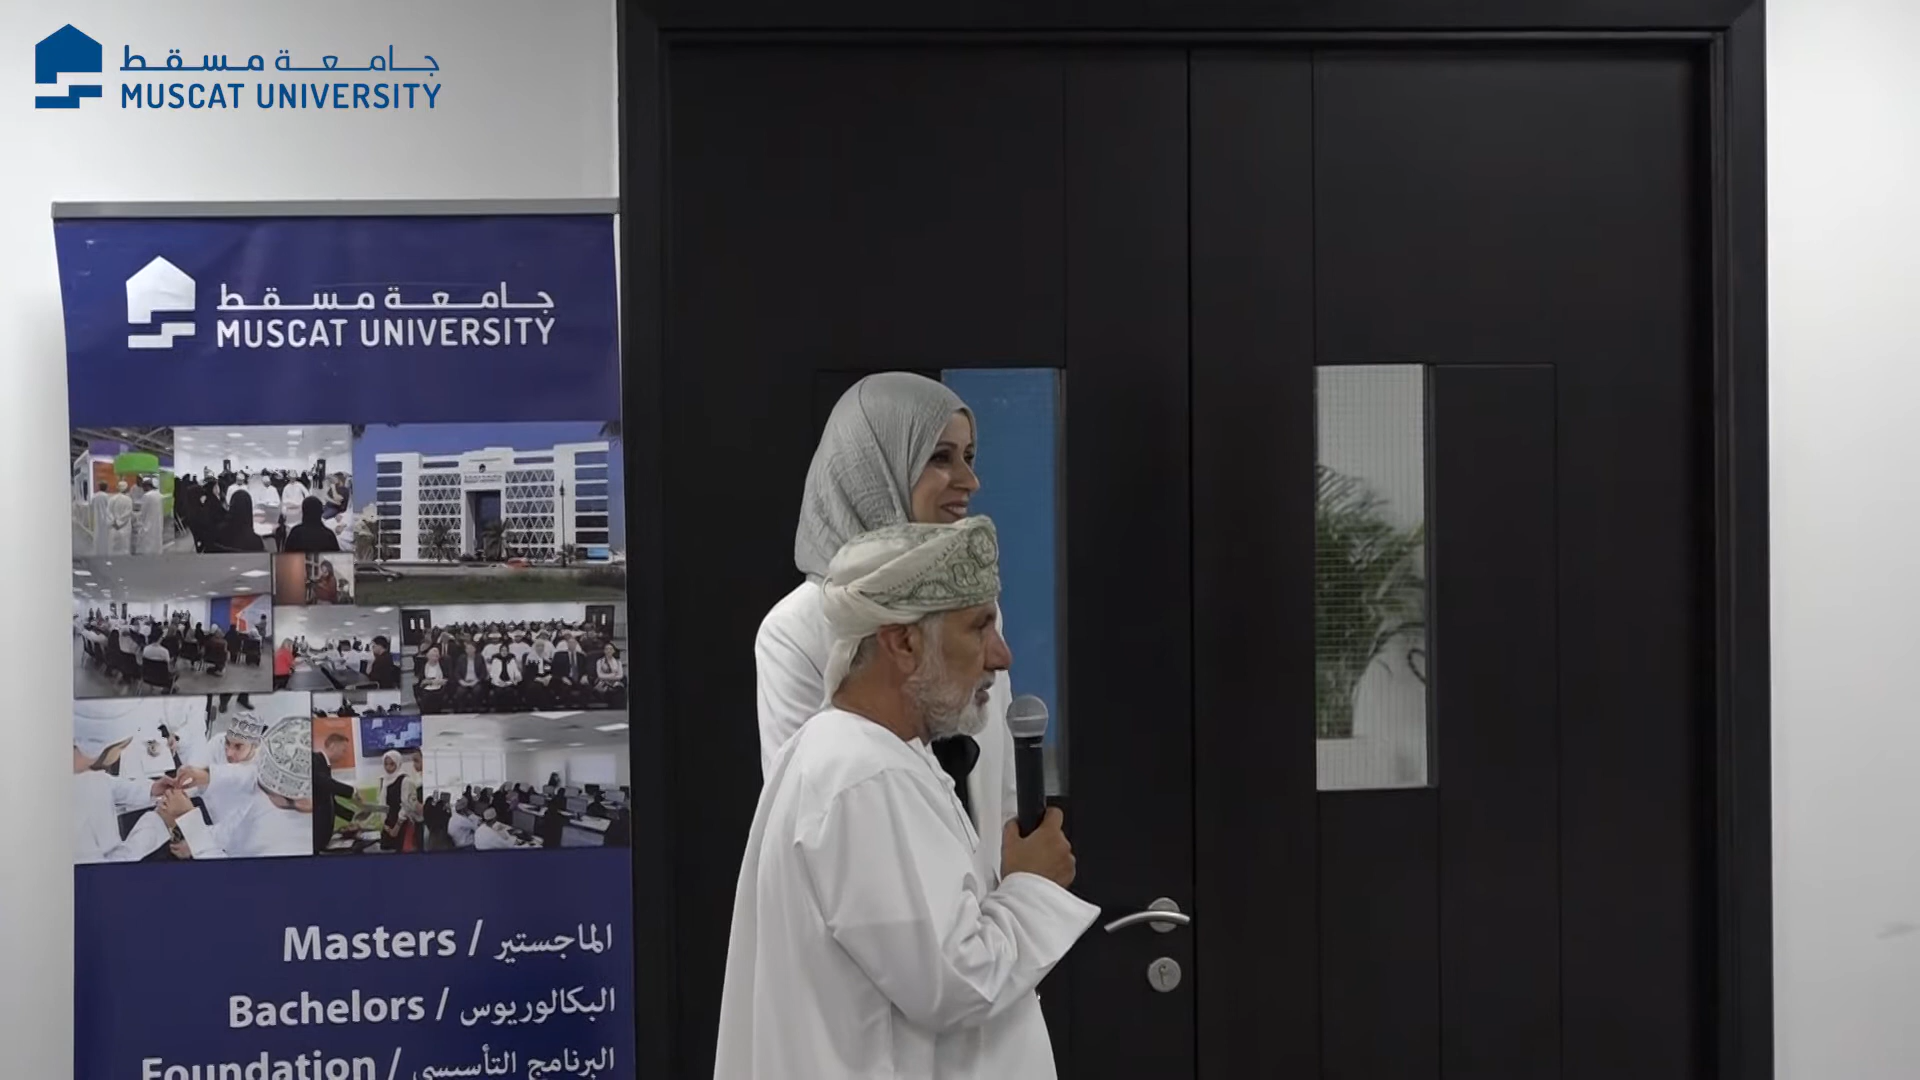 جامعة مسقط
MUSCAT UNIVERSITY
جامعة مسقط
MUSCAT UNIVERSITY
Masters / الماجستير
Bachelors / البكالوريوس
Foundation / البرنامج التأسيسي